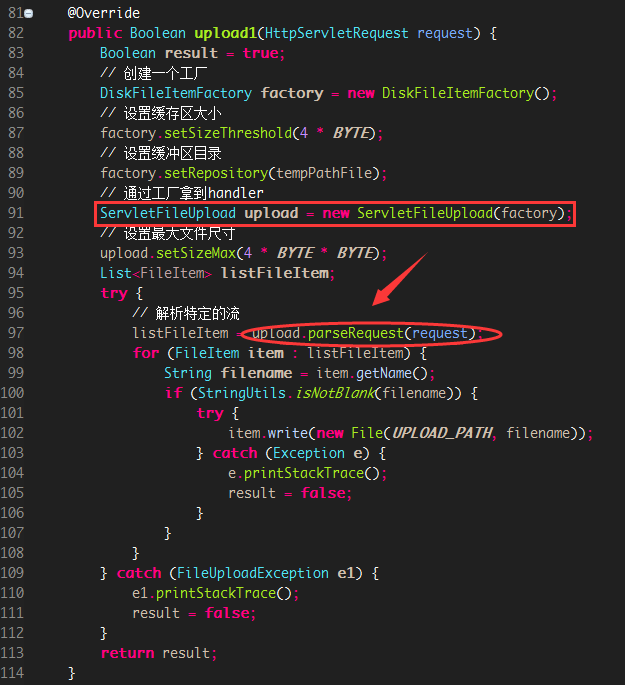 81 @Override
82 public Boolean upload1(HttpServletRequest request) {
83 Boolean result = true;
84 // 创建一个工厂
85 DiskFileItemFactory factory = new DiskFileItemFactory();
86 // 设置缓存区大小
87 factory.setSizeThreshold(4 * BYTE);
88 // 设置缓冲区目录
89 factory.setRepository(tempPathFile);
90 // 通过工厂拿到handler
91 ServletFileUpload upload = new ServletFileUpload(factory);
92 // 设置最大文件尺寸
93 upload.setSizeMax(4 * BYTE * BYTE);
94 List<FileItem> listFileItem;
95 try {
96 // 解析特定的流
97 listFileItem = upload.parseRequest(request);
98 for (FileItem item : listFileItem) {
99 String filename = item.getName();
100 if (StringUtils.isNotBlank(filename)) {
101 try {
102 item.write(new File(UPLOAD_PATH, filename));
103 } catch (Exception e) {
104 e.printStackTrace();
105 result = false;
106 }
107 }
108 }
109 } catch (FileUploadException e1) {
110 e1.printStackTrace();
111 result = false;
112 }
113 return result;
114 }